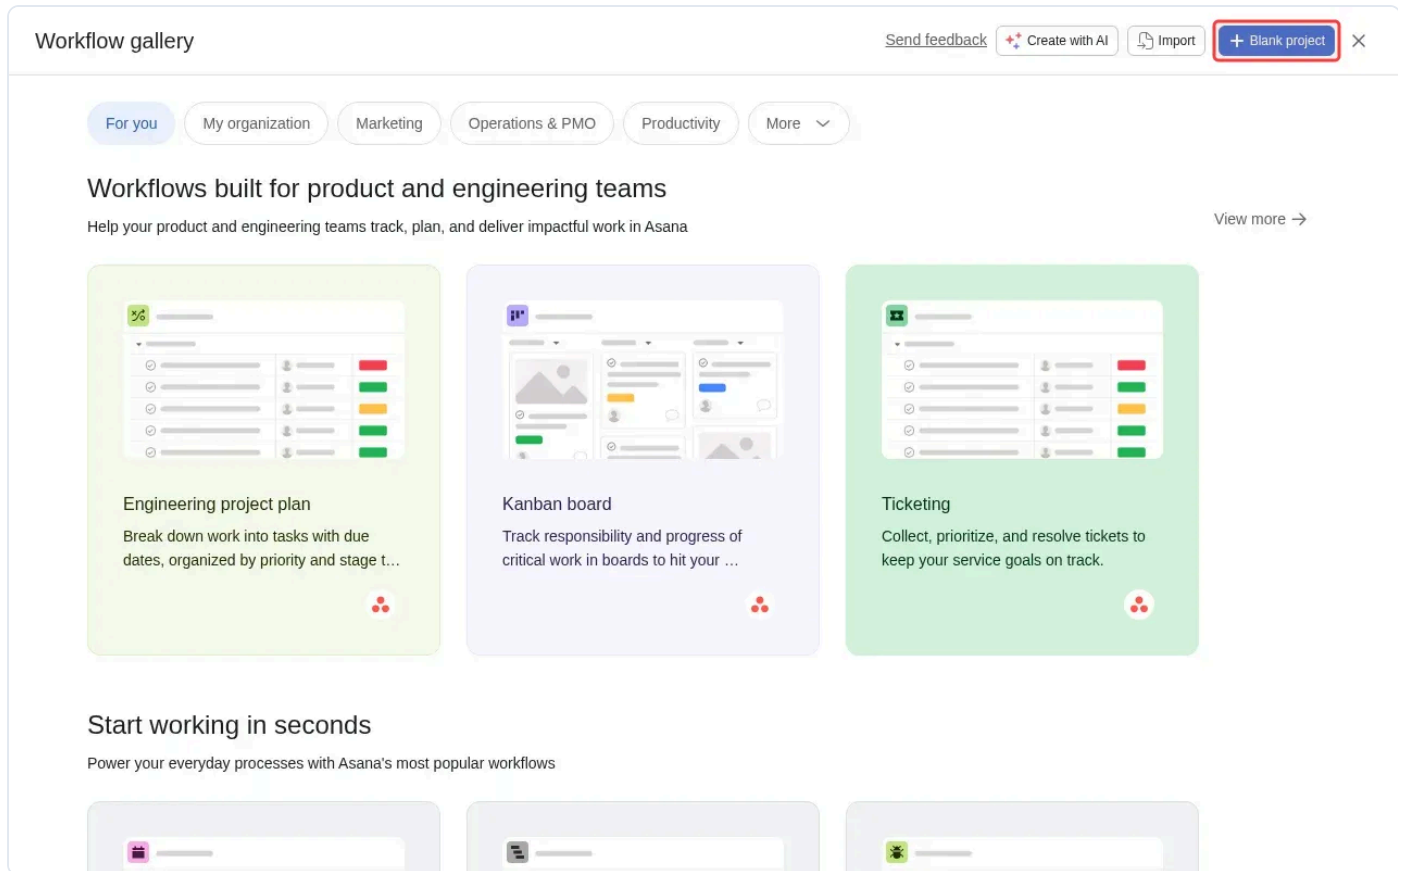 Workflow gallery
Send feedback
Create with AI
Import
+ Blank project
For you
My organization
Marketing
Operations & PMO
Productivity
More
Workflows built for product and engineering teams
Help your product and engineering teams track, plan, and deliver impactful work in Asana
View more →
Engineering project plan
Break down work into tasks with due
dates, organized by priority and stage t...
Kanban board
Track responsibility and progress of
critical work in boards to hit your ...
Ticketing
Collect, prioritize, and resolve tickets to
keep your service goals on track.
Start working in seconds
Power your everyday processes with Asana's most popular workflows